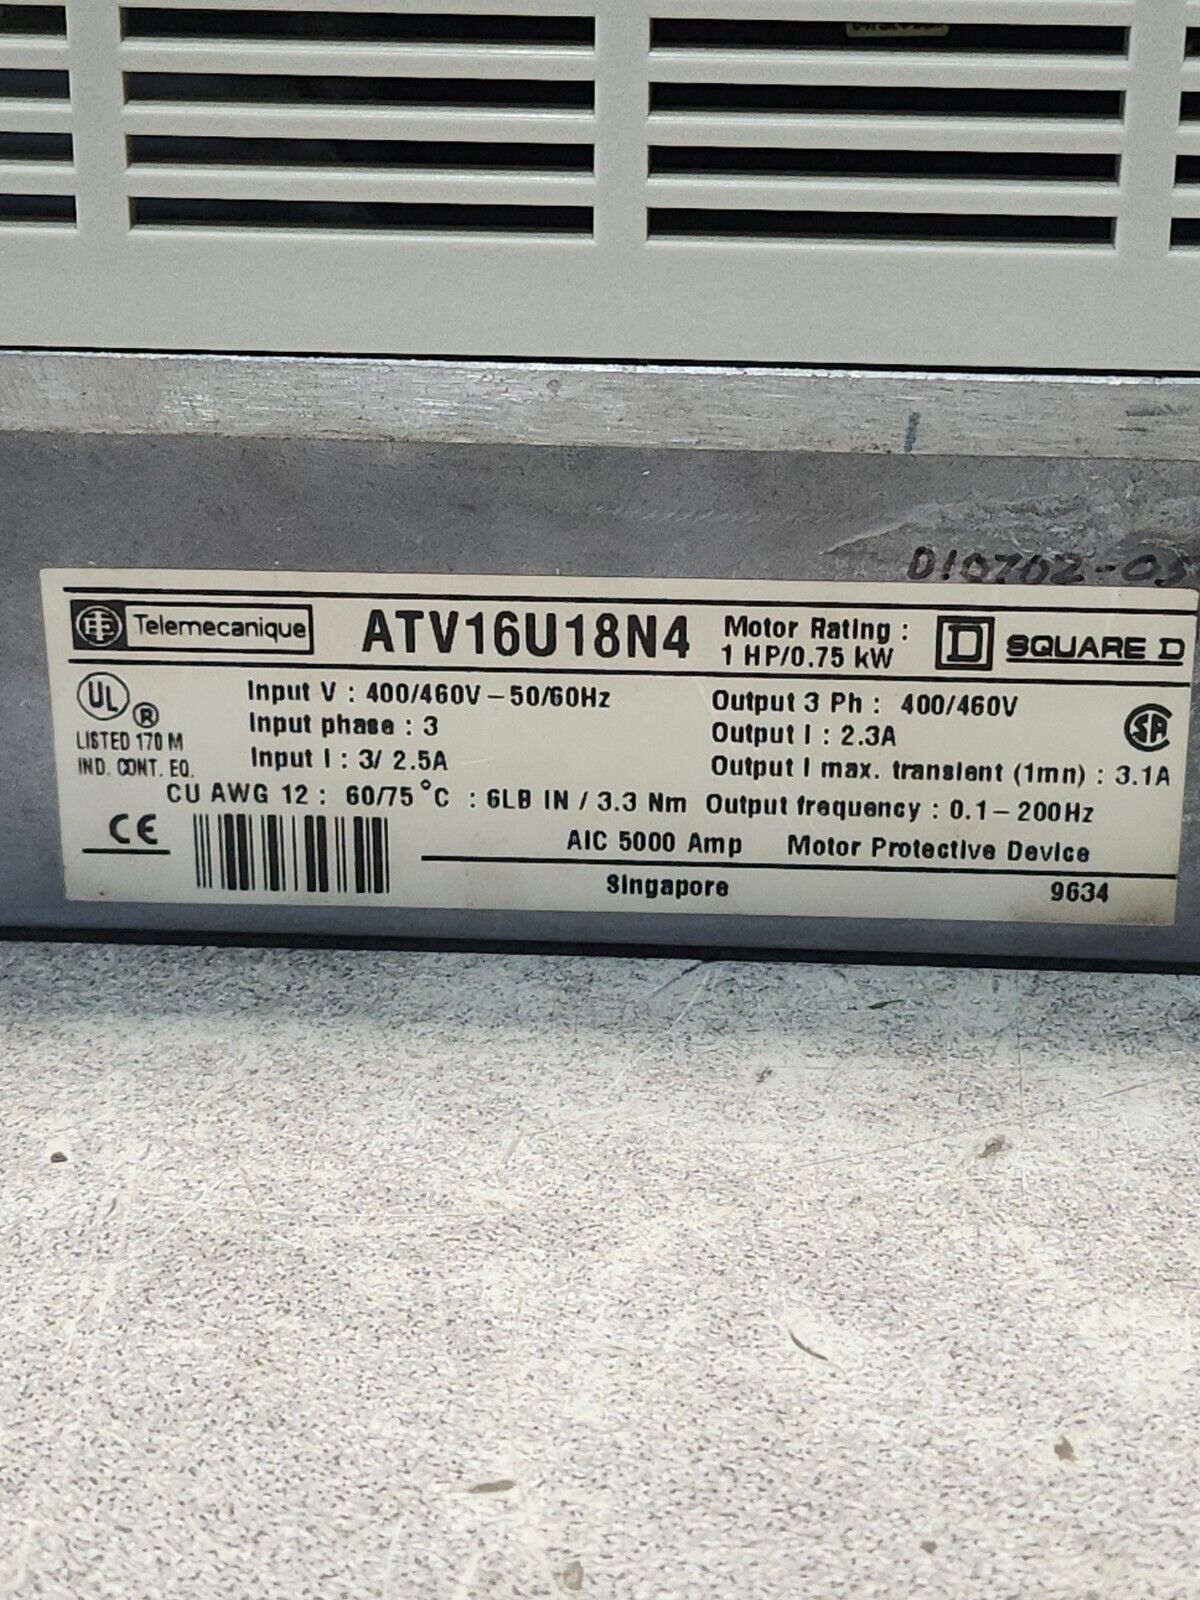 D10702-05
TE Telemecanique ATV16U18N4 Motor Rating : 1 HP/0.75 kW D SQUARE D
UL ® LISTED 170 M IND. CONT. EQ.
Input V : 400/460V – 50/60Hz
Input phase : 3
Input I : 3/ 2.5A
Output 3 Ph : 400/460V
Output I : 2.3A
Output I max. transient (1mn) : 3.1A
SA
CU AWG 12 : 60/75 °C : 6LB IN / 3.3 Nm Output frequency : 0.1 – 200Hz
CE
AIC 5000 Amp Motor Protective Device
Singapore 9634